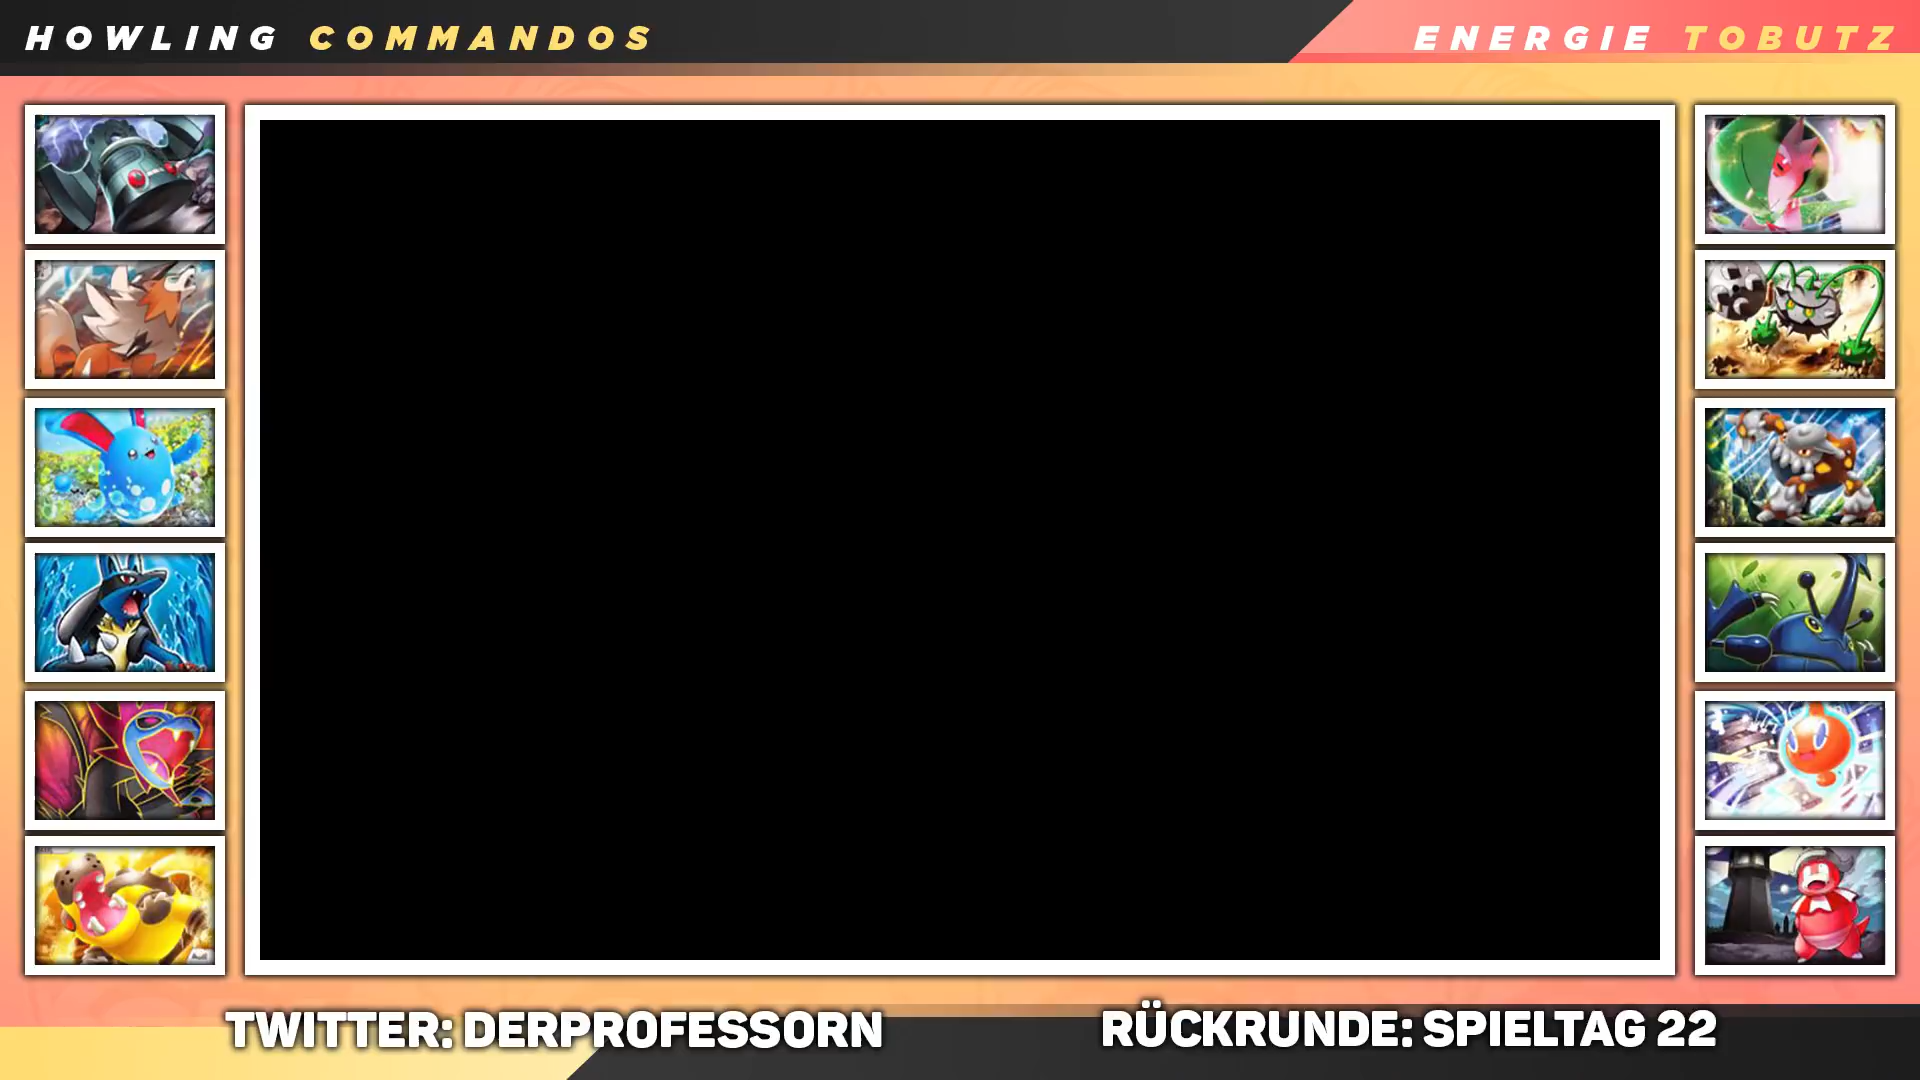 HOWLING COMMANDOS
ENERGIE TOBUTZ
TWITTER: DERPROFESSORN
RÜCKRUNDE: SPIELTAG 22